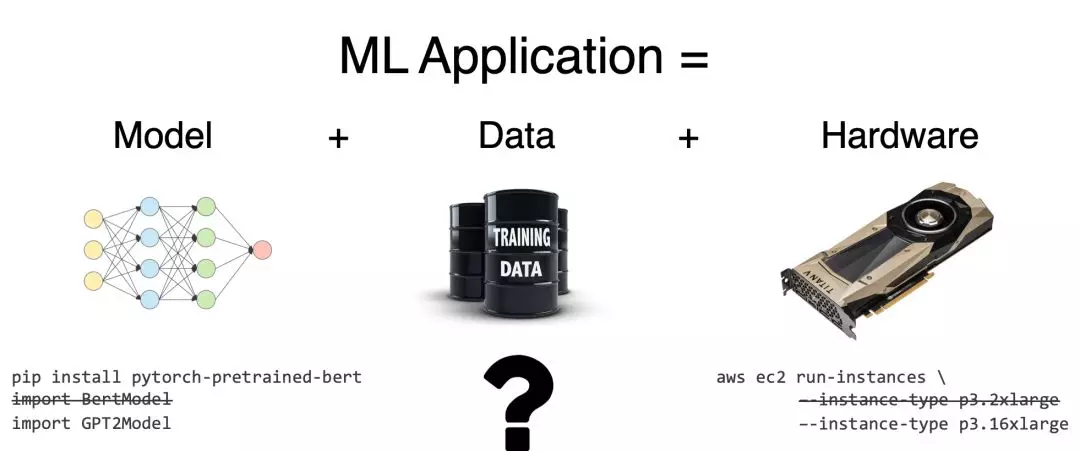 ML Application =
Model + Data + Hardware
TRAINING
DATA
TITAN V
pip install pytorch-pretrained-bert
import BertModel
import GPT2Model
?
aws ec2 run-instances \
--instance-type p3.2xlarge
--instance-type p3.16xlarge